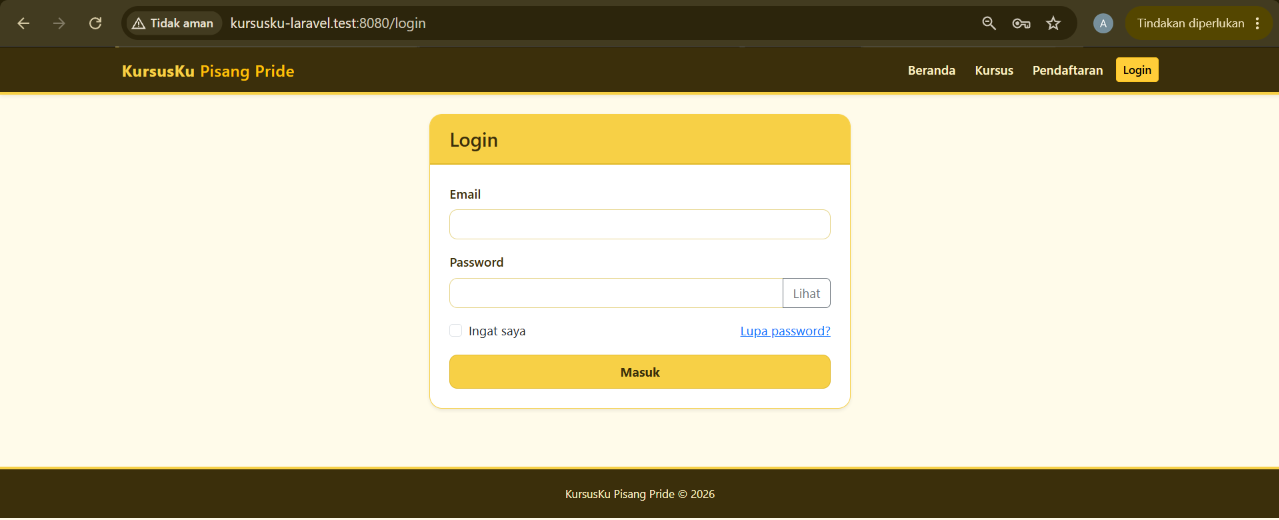 Tidak aman kursusku-laravel.test:8080/login A Tindakan diperlukan
KursusKu Pisang Pride Beranda Kursus Pendaftaran Login
Login
Email
Password
Lihat
Ingat saya Lupa password?
Masuk
KursusKu Pisang Pride © 2026